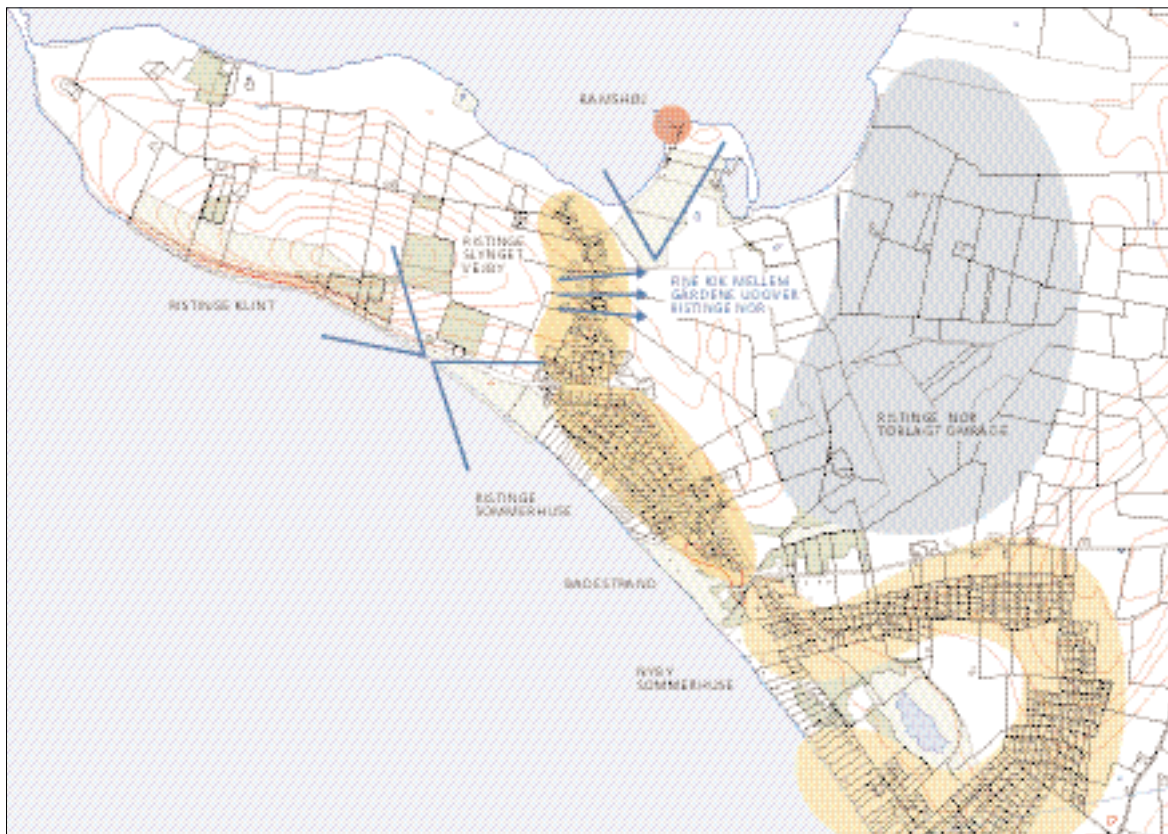 RAMSHØJ
RISTINGE
SLYNGET
VEJBY
FINE KIK MELLEM
GÅRDENE UDOVER
RISTINGE NOR
RISTINGE KLINT
RISTINGE NOR
TØRLAGT OMRÅDE
RISTINGE
SOMMERHUSE
BADESTRAND
NYBY
SOMMERHUSE